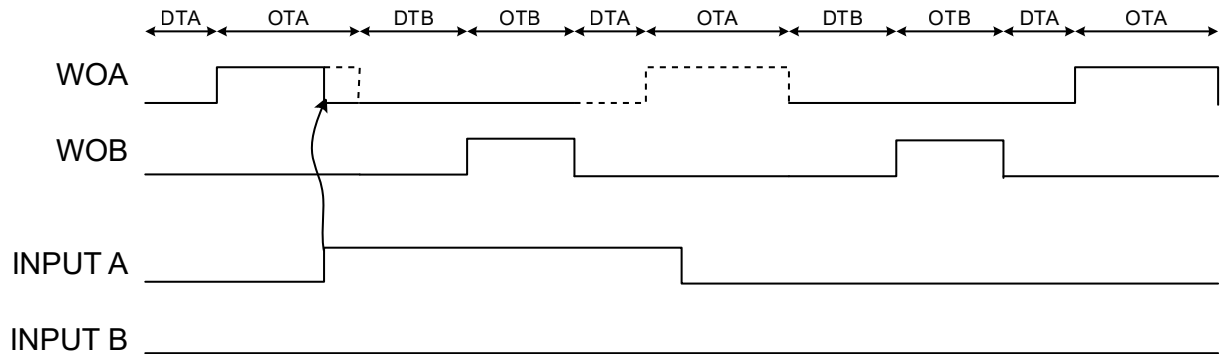 DTA OTA DTB OTB DTA OTA DTB OTB DTA OTA
WOA
WOB
INPUT A
INPUT B